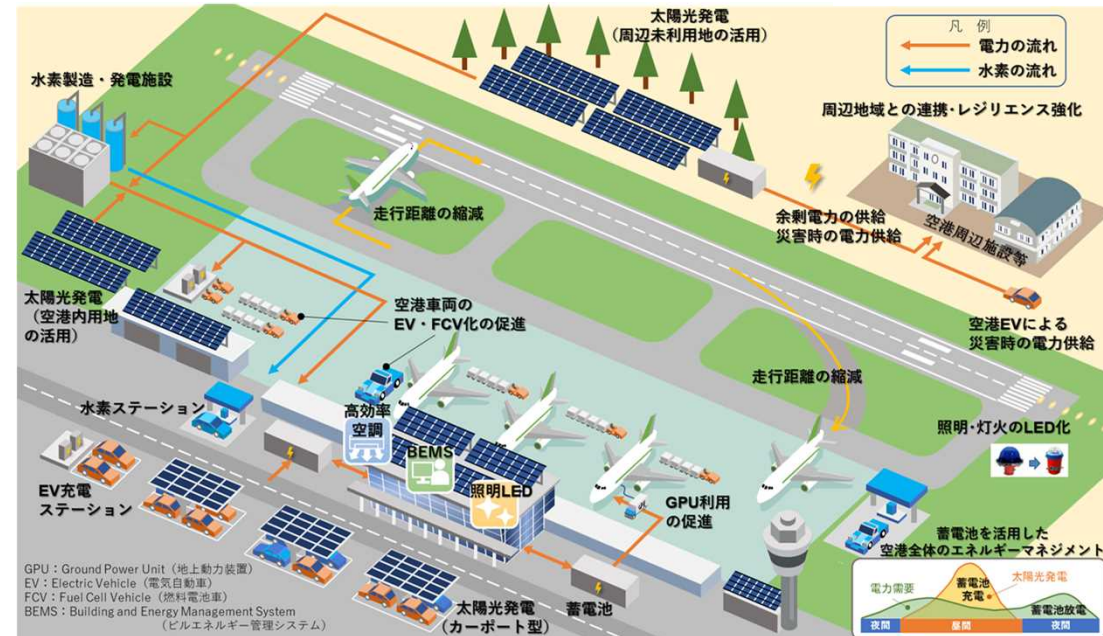 太陽光発電
（周辺未利用地の活用）
凡 例
電力の流れ
水素の流れ
水素製造・発電施設
周辺地域との連携・レジリエンス強化
走行距離の縮減
余剰電力の供給
災害時の電力供給
空港周辺施設等
太陽光発電
（空港内用地
の活用）
空港車両の
EV・FCV化の促進
空港EVによる
災害時の電力供給
走行距離の縮減
水素ステーション
高効率
空調
BEMS
照明LED
照明・灯火のLED化
EV充電
ステーション
GPU利用
の促進
蓄電池を活用した
空港全体のエネルギーマネジメント
GPU：Ground Power Unit（地上動力装置）
EV：Electric Vehicle（電気自動車）
FCV：Fuel Cell Vehicle（燃料電池車）
BEMS：Building and Energy Management System
（ビルエネルギー管理システム）
太陽光発電
（カーポート型）
蓄電池
電力需要
蓄電池
充電
太陽光発電
蓄電池放電
夜間
昼間
夜間